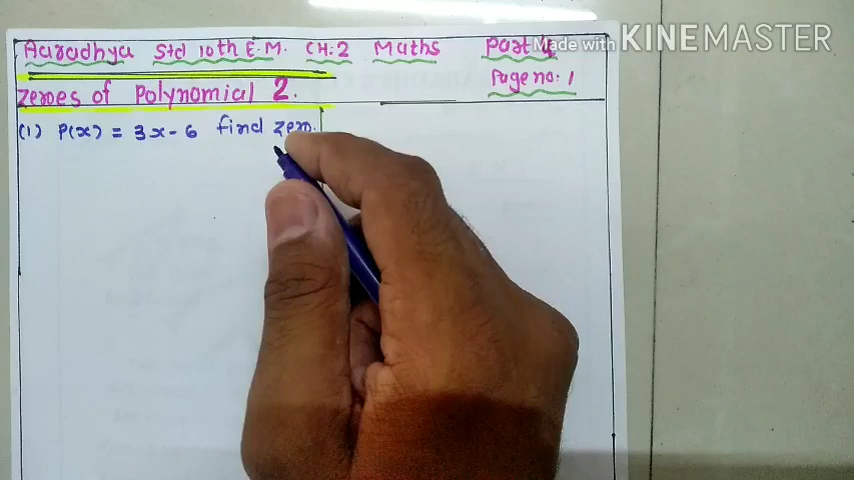 Aaradhya Std 10th E.M. CH:2 Maths Part 1
Made with KINEMASTER
Page no: 1
Zeroes of Polynomial 2.
(1) P(x) = 3x - 6 find zero.